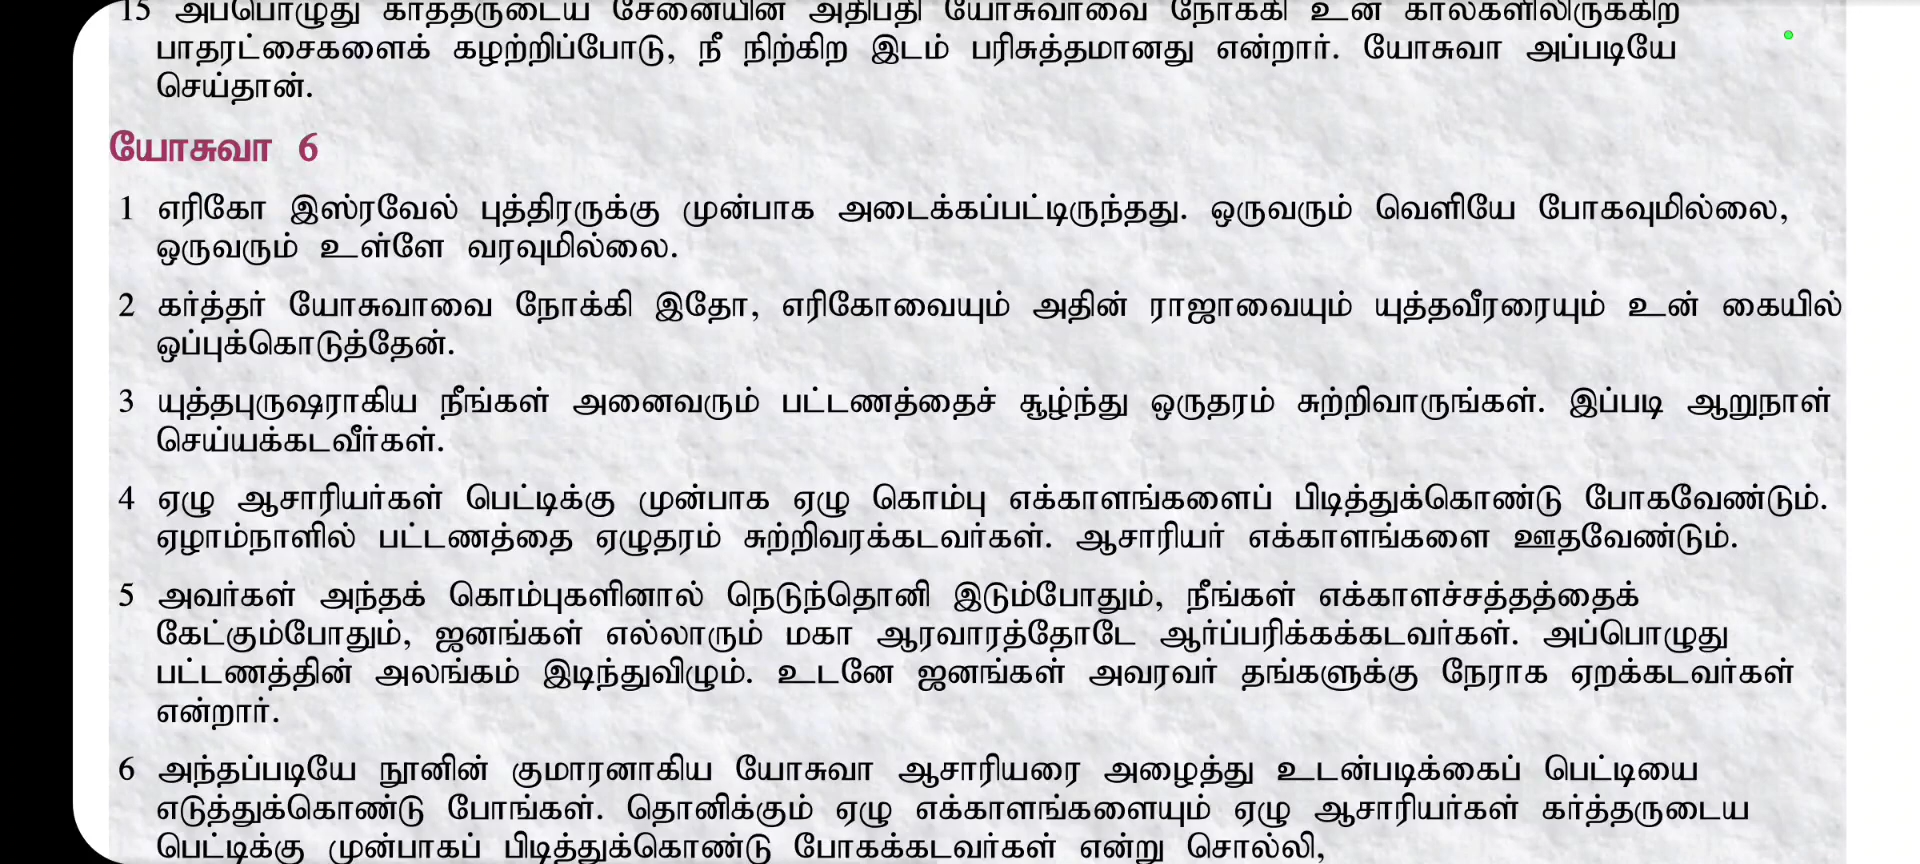 15 அப்பொழுது கர்த்தருடைய சேனையின் அதிபதி யோசுவாவை நோக்கி உன் கால்களிலிருக்கிற
பாதரட்சைகளைக் கழற்றிப்போடு, நீ நிற்கிற இடம் பரிசுத்தமானது என்றார். யோசுவா அப்படியே
செய்தான்.
யோசுவா 6
1 எரிகோ இஸ்ரவேல் புத்திரருக்கு முன்பாக அடைக்கப்பட்டிருந்தது. ஒருவரும் வெளியே போகவுமில்லை,
ஒருவரும் உள்ளே வரவுமில்லை.
2 கர்த்தர் யோசுவாவை நோக்கி இதோ, எரிகோவையும் அதின் ராஜாவையும் யுத்தவீரரையும் உன் கையில்
ஒப்புக்கொடுத்தேன்.
3 யுத்தபுருஷராகிய நீங்கள் அனைவரும் பட்டணத்தைச் சூழ்ந்து ஒருதரம் சுற்றிவாருங்கள். இப்படி ஆறுநாள்
செய்யக்கடவீர்கள்.
4 ஏழு ஆசாரியர்கள் பெட்டிக்கு முன்பாக ஏழு கொம்பு எக்காளங்களைப் பிடித்துக்கொண்டு போகவேண்டும்.
ஏழாம்நாளில் பட்டணத்தை ஏழுதரம் சுற்றிவரக்கடவர்கள். ஆசாரியர் எக்காளங்களை ஊதவேண்டும்.
5 அவர்கள் அந்தக் கொம்புகளினால் நெடுந்தொனி இடும்போதும், நீங்கள் எக்காளச்சத்தத்தைக்
கேட்கும்போதும், ஜனங்கள் எல்லாரும் மகா ஆரவாரத்தோடே ஆர்ப்பரிக்கக்கடவர்கள். அப்பொழுது
பட்டணத்தின் அலங்கம் இடிந்துவிழும். உடனே ஜனங்கள் அவரவர் தங்களுக்கு நேராக ஏறக்கடவர்கள்
என்றார்.
6 அந்தப்படியே நூனின் குமாரனாகிய யோசுவா ஆசாரியரை அழைத்து உடன்படிக்கைப் பெட்டியை
எடுத்துக்கொண்டு போங்கள். தொனிக்கும் ஏழு எக்காளங்களையும் ஏழு ஆசாரியர்கள் கர்த்தருடைய
பெட்டிக்கு முன்பாகப் பிடித்துக்கொண்டு போகக்கடவர்கள் என்று சொல்லி,